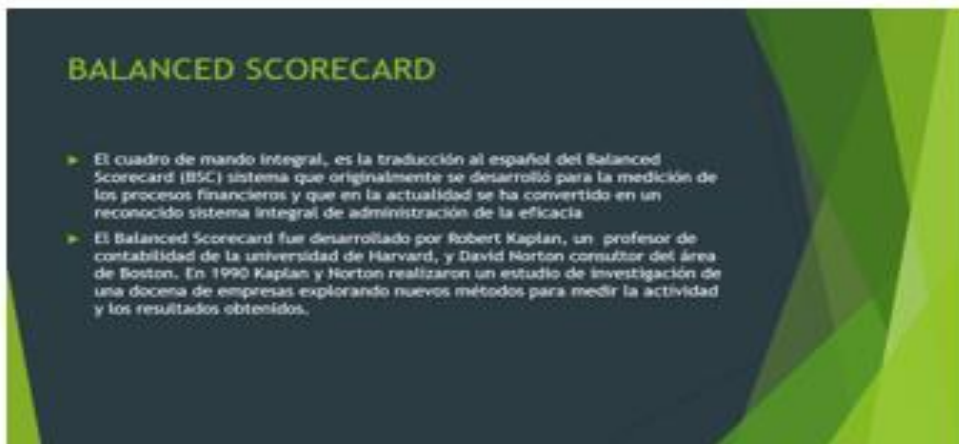 BALANCED SCORECARD
El cuadro de mando integral, es la traducción al español del Balanced
Scorecard (BSC) sistema que originalmente se desarrolló para la medición de
los procesos financieros y que en la actualidad se ha convertido en un
reconocido sistema integral de administración de la eficacia
El Balanced Scorecard fue desarrollado por Robert Kaplan, un profesor de
contabilidad de la universidad de Harvard, y David Norton consultor del área
de Boston. En 1990 Kaplan y Norton realizaron un estudio de investigación de
una docena de empresas explorando nuevos métodos para medir la actividad
y los resultados obtenidos.